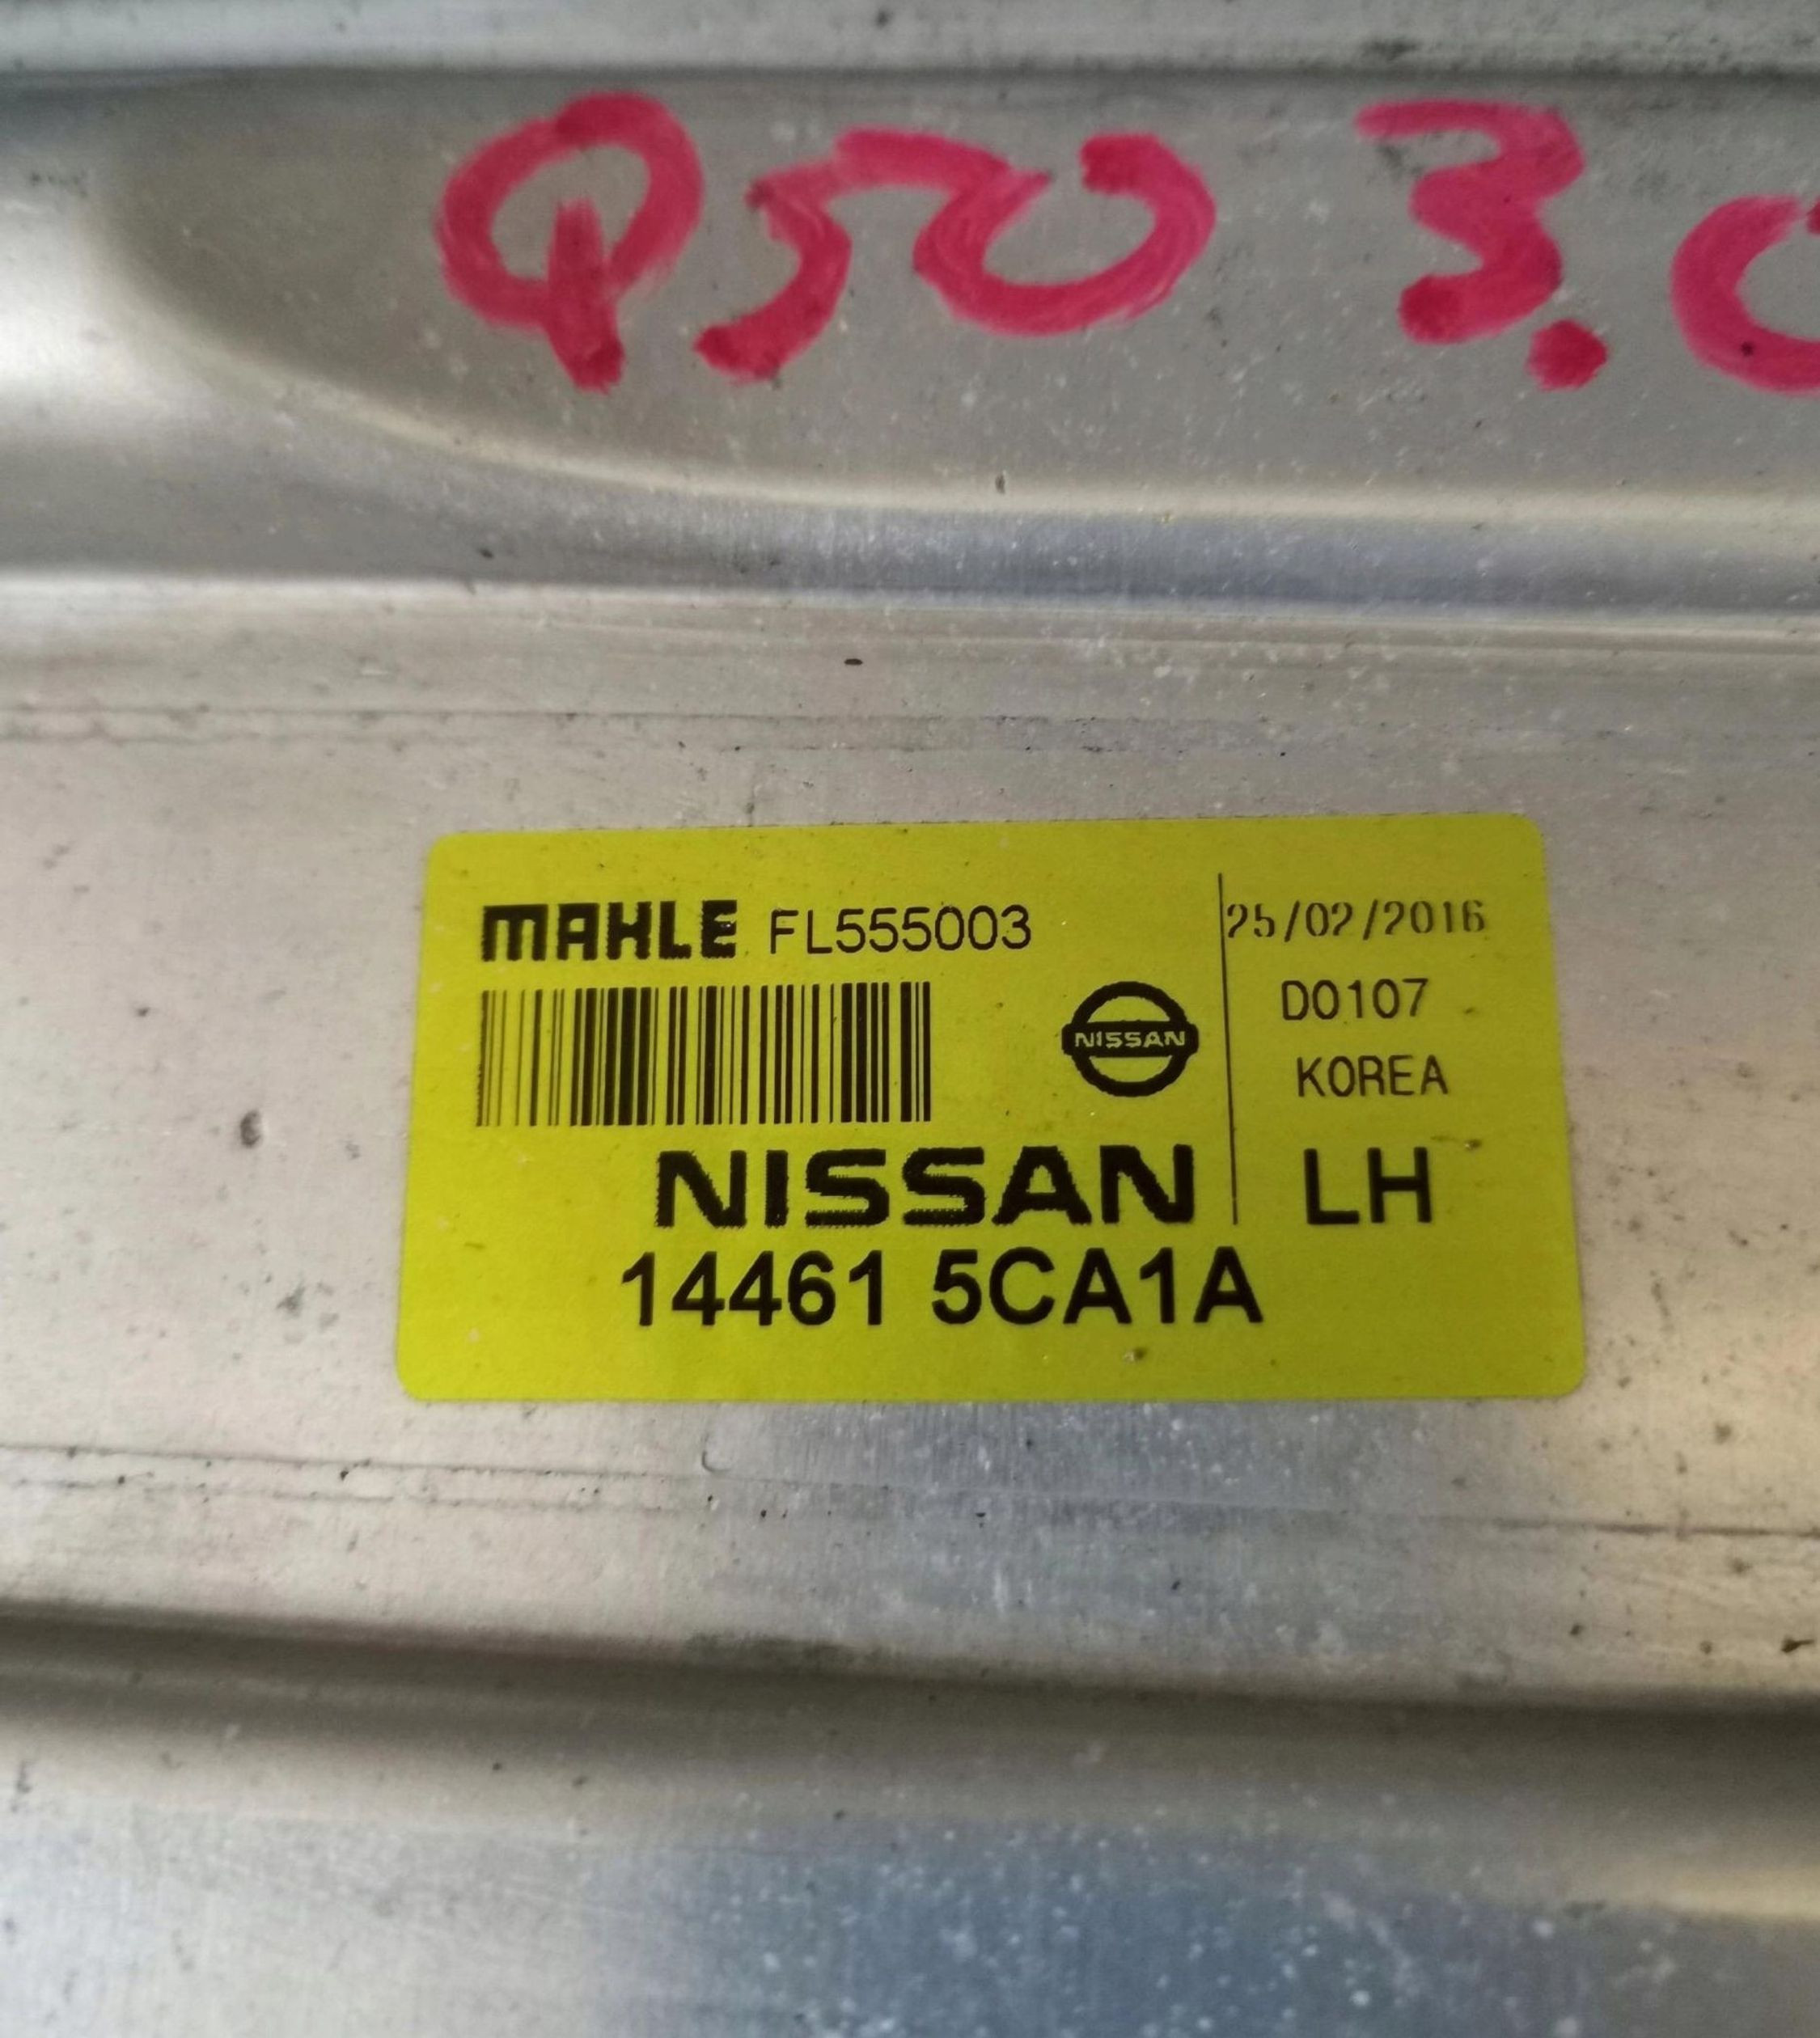 Q50 3.0
MAHLE FL555003
25/02/2016
D0107
NISSAN
KOREA
NISSAN
LH
14461 5CA1A